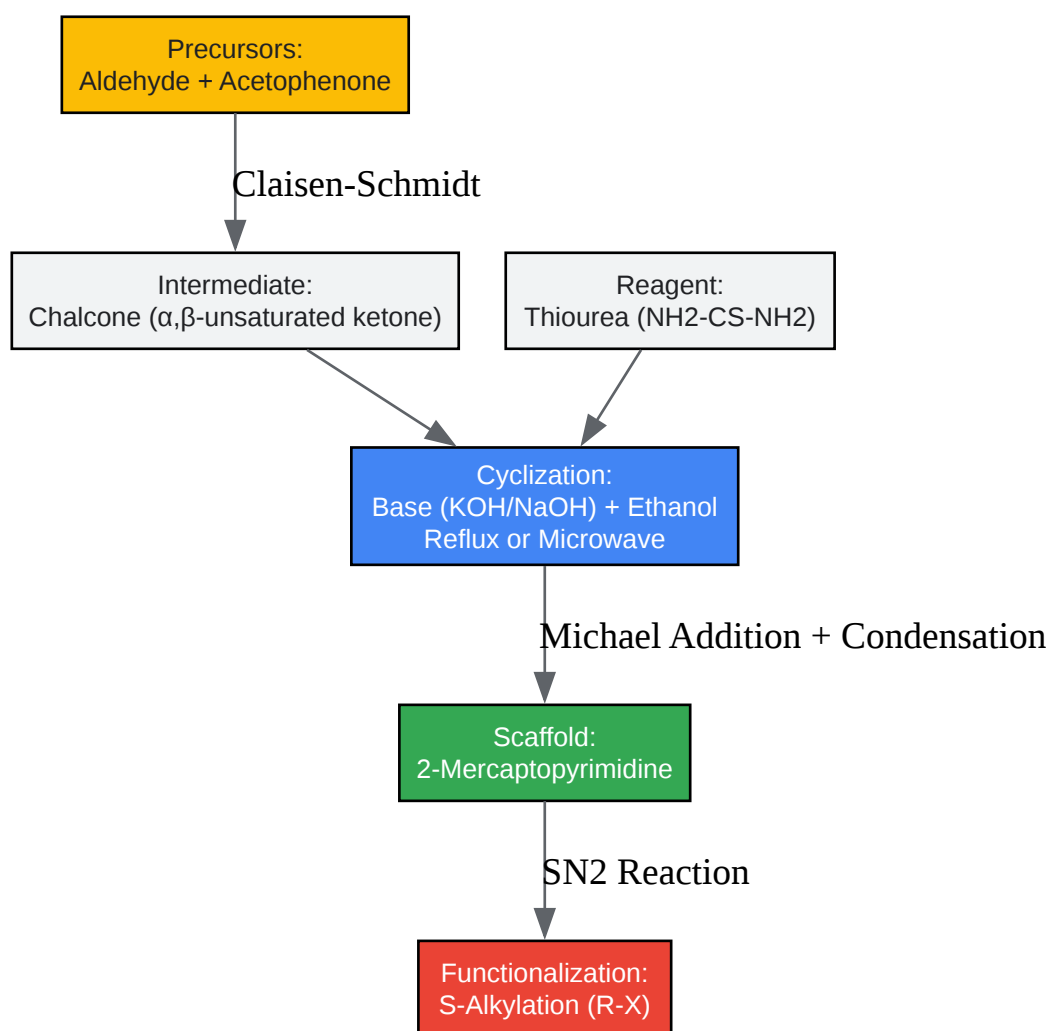 Precursors:
Aldehyde + Acetophenone
Claisen-Schmidt
Intermediate:
Chalcone (α,β-unsaturated ketone)
Reagent:
Thiourea (NH2-CS-NH2)
Cyclization:
Base (KOH/NaOH) + Ethanol
Reflux or Microwave
Michael Addition + Condensation
Scaffold:
2-Mercaptopyrimidine
SN2 Reaction
Functionalization:
S-Alkylation (R-X)